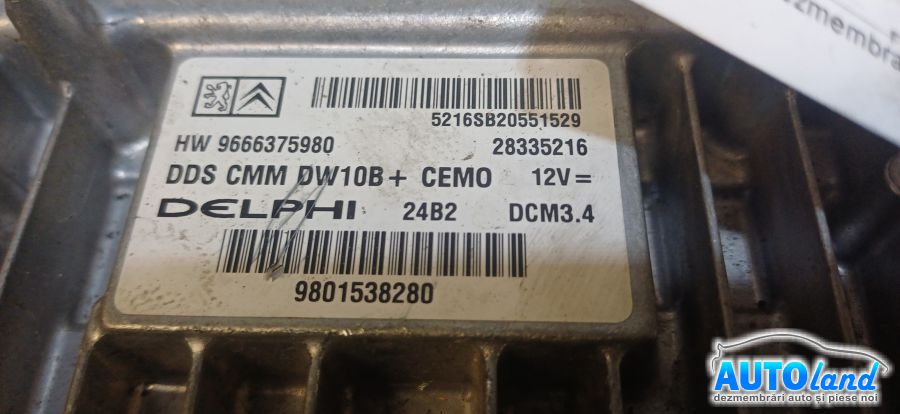 5216SB20551529
HW 9666375980 28335216
DDS CMM DW10B+ CEMO 12V=
DELPHI 24B2 DCM3.4
9801538280
AUTOland
dezmembrări auto și piese noi